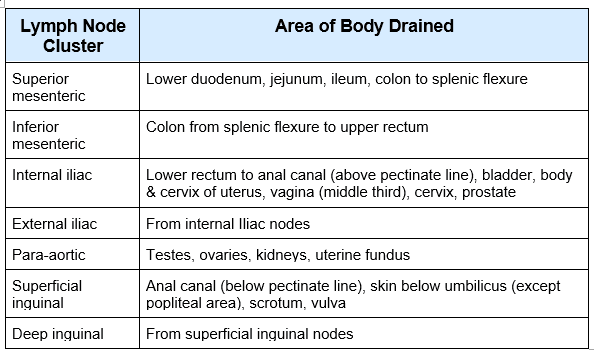 Lymph Node
Cluster
Area of Body Drained
Superior
mesenteric
Lower duodenum, jejunum, ileum, colon to splenic flexure
Inferior
mesenteric
Colon from splenic flexure to upper rectum
Internal iliac
Lower rectum to anal canal (above pectinate line), bladder, body
& cervix of uterus, vagina (middle third), cervix, prostate
External iliac
From internal Iliac nodes
Para-aortic
Testes, ovaries, kidneys, uterine fundus
Superficial
inguinal
Anal canal (below pectinate line), skin below umbilicus (except
popliteal area), scrotum, vulva
Deep inguinal
From superficial inguinal nodes